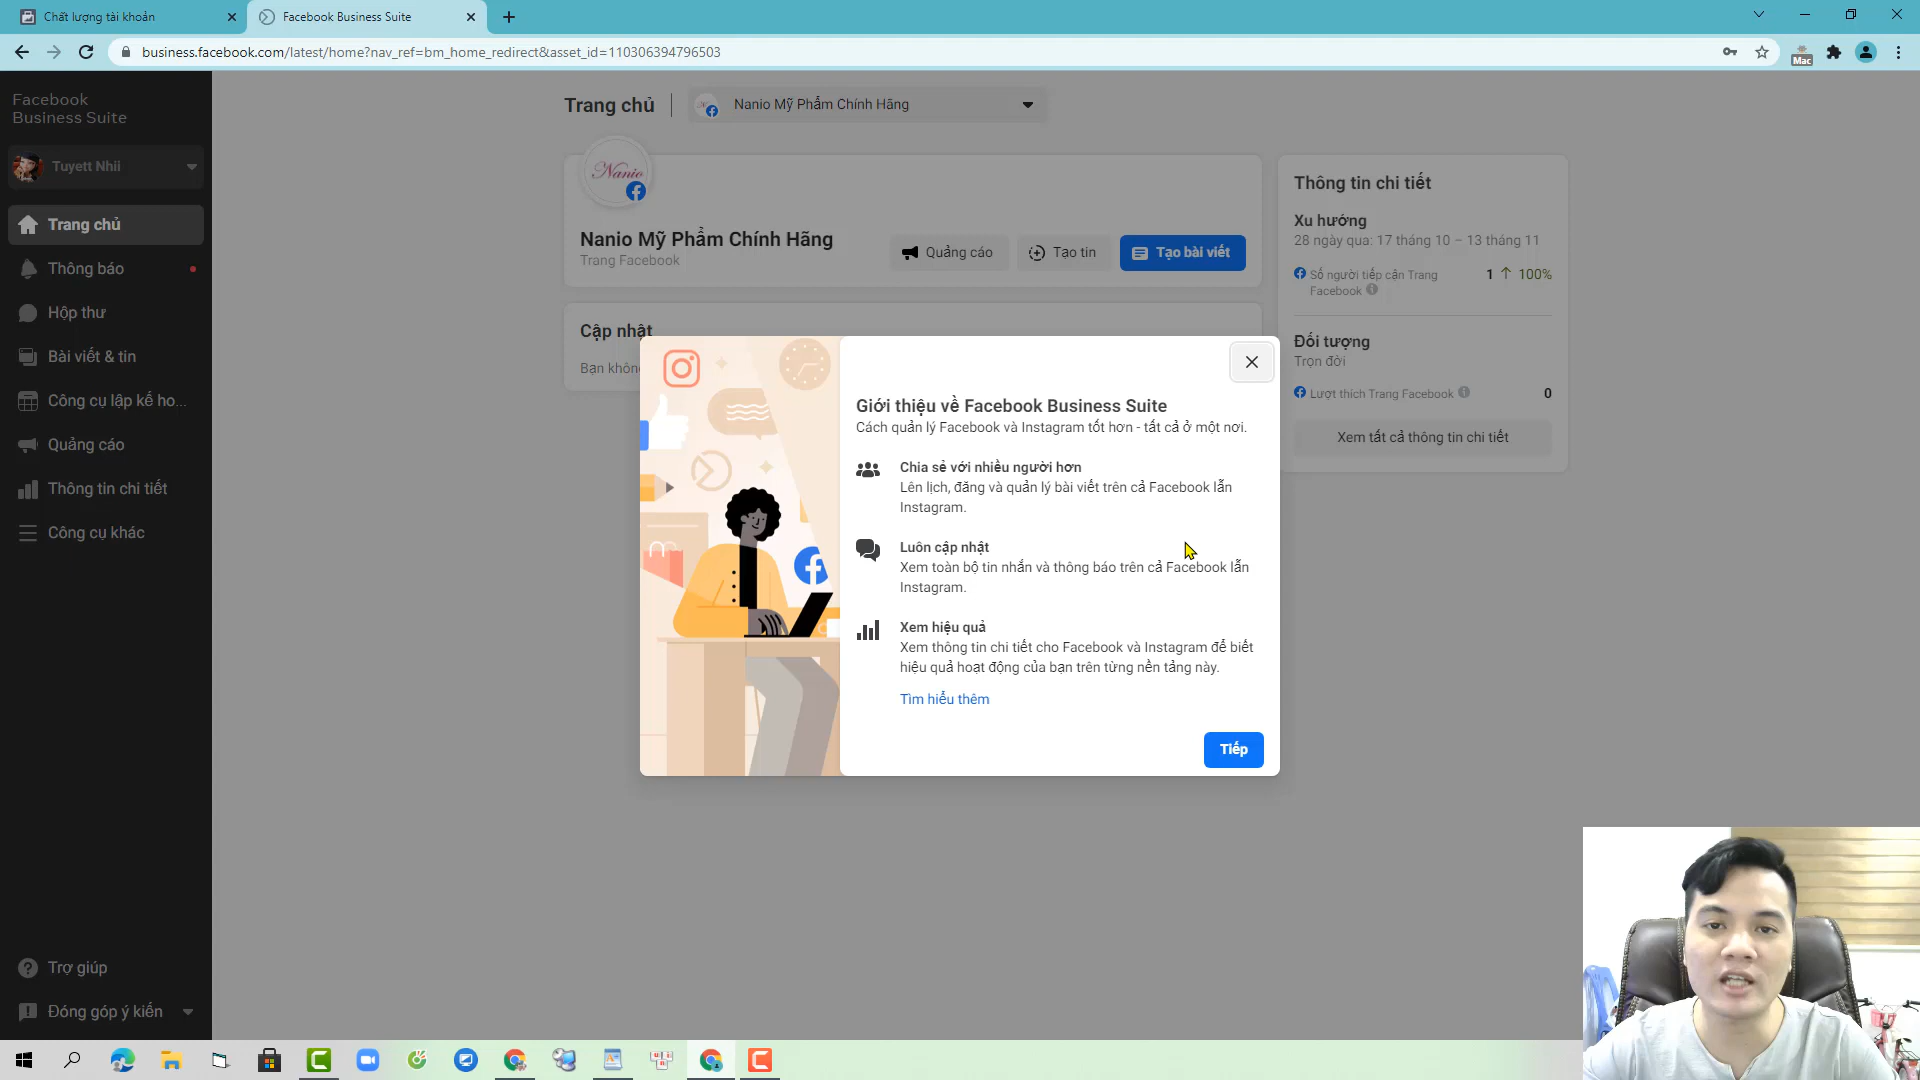 Chất lượng tài khoản
Facebook Business Suite
business.facebook.com/latest/home?nav_ref=bm_home_redirect&asset_id=110306394796503
Mac
Facebook
Business Suite
Tuyett Nhii
Trang chủ
Thông báo
Hộp thư
Bài viết & tin
Công cụ lập kế ho...
Quảng cáo
Thông tin chi tiết
Công cụ khác
Trợ giúp
Đóng góp ý kiến
Trang chủ
Nanio Mỹ Phẩm Chính Hãng
Nanio
Nanio Mỹ Phẩm Chính Hãng
Trang Facebook
Quảng cáo
Tạo tin
Tạo bài viết
Cập nhật
Bạn khôn
Thông tin chi tiết
Xu hướng
28 ngày qua: 17 tháng 10 – 13 tháng 11
Số người tiếp cận Trang
Facebook
1 ↑ 100%
Đối tượng
Trọn đời
Lượt thích Trang Facebook
0
Xem tất cả thông tin chi tiết
Giới thiệu về Facebook Business Suite
Cách quản lý Facebook và Instagram tốt hơn - tất cả ở một nơi.
Chia sẻ với nhiều người hơn
Lên lịch, đăng và quản lý bài viết trên cả Facebook lẫn
Instagram.
Luôn cập nhật
Xem toàn bộ tin nhắn và thông báo trên cả Facebook lẫn
Instagram.
Xem hiệu quả
Xem thông tin chi tiết cho Facebook và Instagram để biết
hiệu quả hoạt động của bạn trên từng nền tảng này.
Tìm hiểu thêm
Tiếp